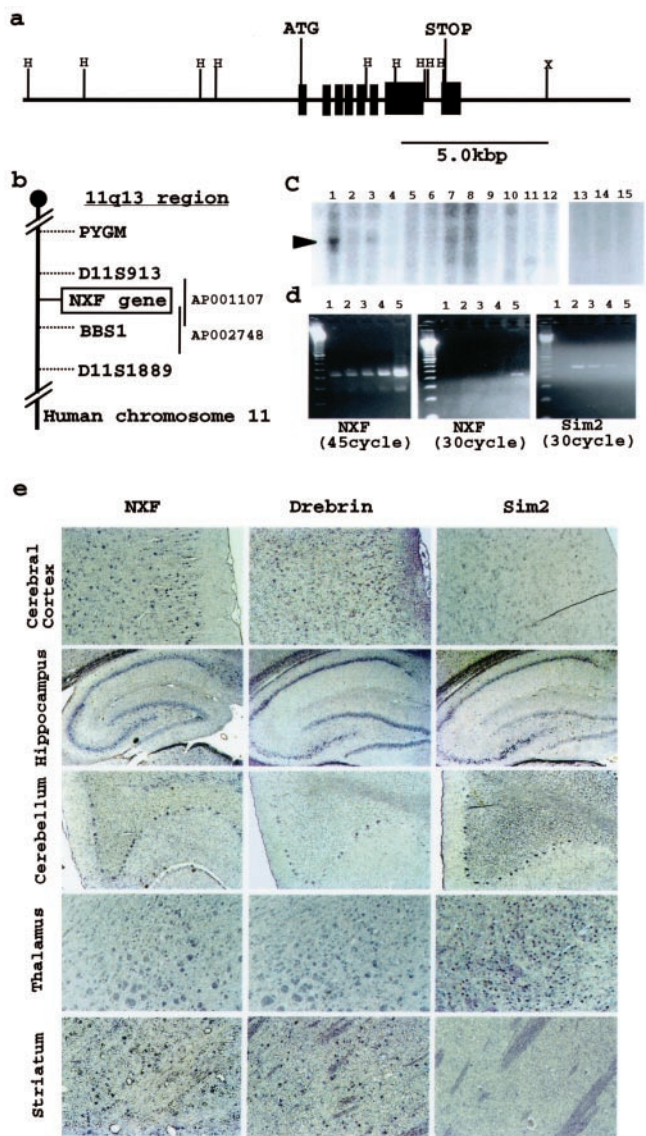 a
ATG STOP
H H H H H H HHH X
5.0kbp
b
11q13 region
PYGM
D11S913
NXF gene
AP001107
BBS1
AP002748
D11S1889
Human chromosome 11
C
1 2 3 4 5 6 7 8 9 10 11 12 13 14 15
d
1 2 3 4 5 1 2 3 4 5 1 2 3 4 5
NXF NXF Sim2
(45cycle) (30cycle) (30cycle)
e
NXF Drebrin Sim2
Cerebral
Cortex
Hippocampus
Cerebellum
Thalamus
Striatum